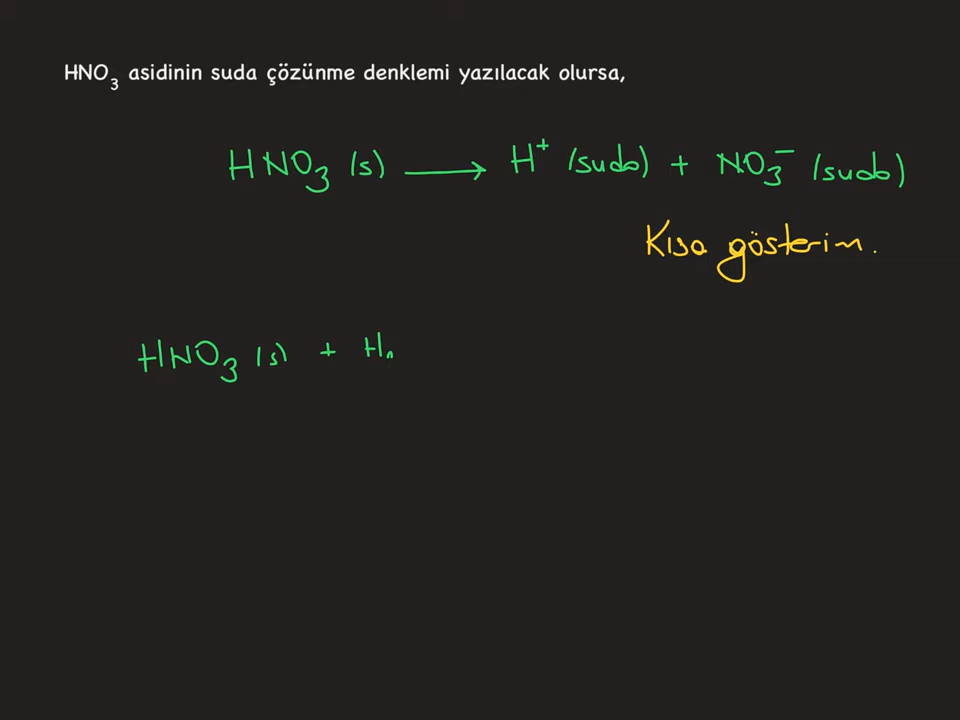 HNO₃ asidinin suda çözünme denklemi yazılacak olursa,
HNO₃ (s) → H⁺ (suda) + NO₃⁻ (suda)
Kısa gösterim.
HNO₃ (s) + H